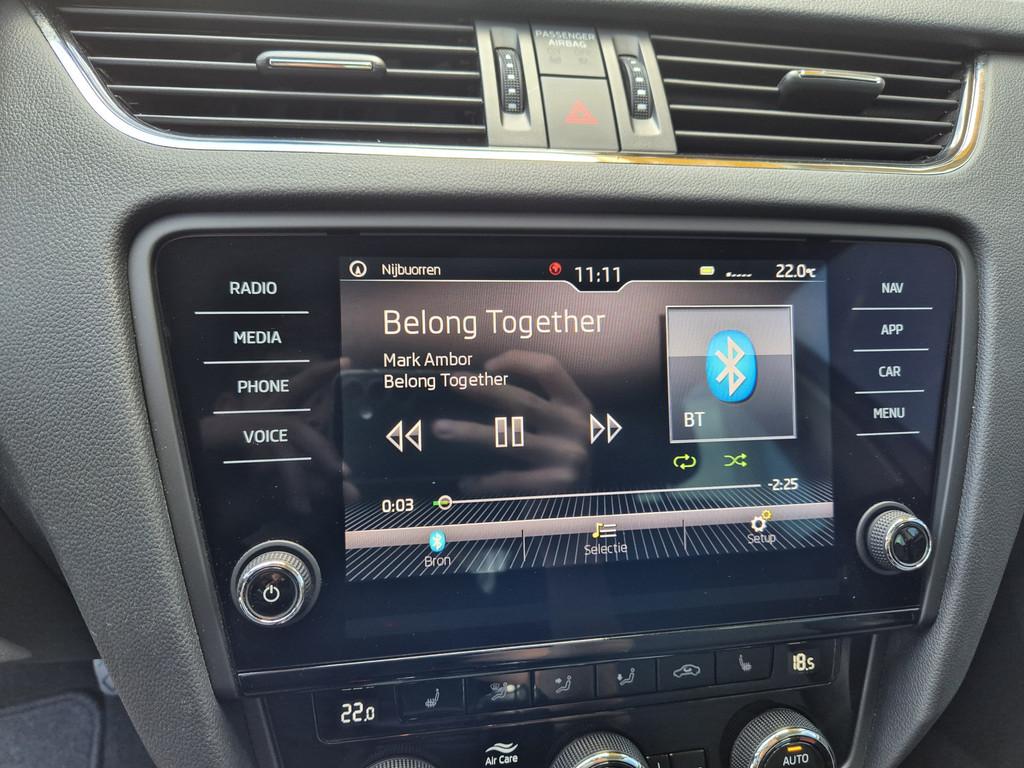 PASSENGER
AIRBAG
RADIO
MEDIA
PHONE
VOICE
Nijbuorren
11:11
22.0°C
Belong Together
Mark Ambor
Belong Together
BT
0:03
-2:25
Bron
Selectie
Setup
NAV
APP
CAR
MENU
22.0
18.5
Air Care
AUTO